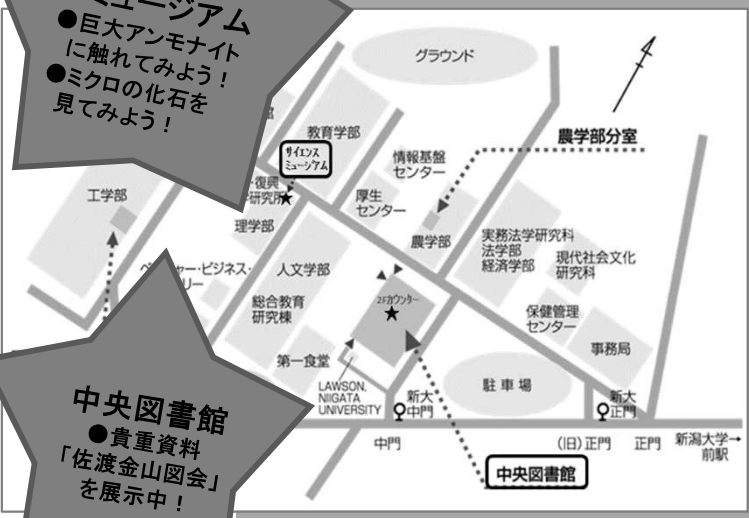 ミュージアム
●巨大アンモナイト
に触れてみよう！
●ミクロの化石を
見てみよう！
グラウンド
教育学部
サイエンス
ミュージアム
館
・復興
研究所
★
理学部
工学部
情報基盤
センター
厚生
センター
農学部分室
農学部
実務法学研究科
法学部
経済学部
現代社会文化
研究科
保健管理
センター
事務局
ャー・ビジネス・
リー
人文学部
総合教育
研究棟
2Fカウンター
★
第一食堂
LAWSON,
NIIGATA
UNIVERSITY
駐車場
新大
中門
新大
正門
中門
(旧)正門
正門
新潟大学→
前駅
中央図書館
中央図書館
●貴重資料
「佐渡金山図会」
を展示中！